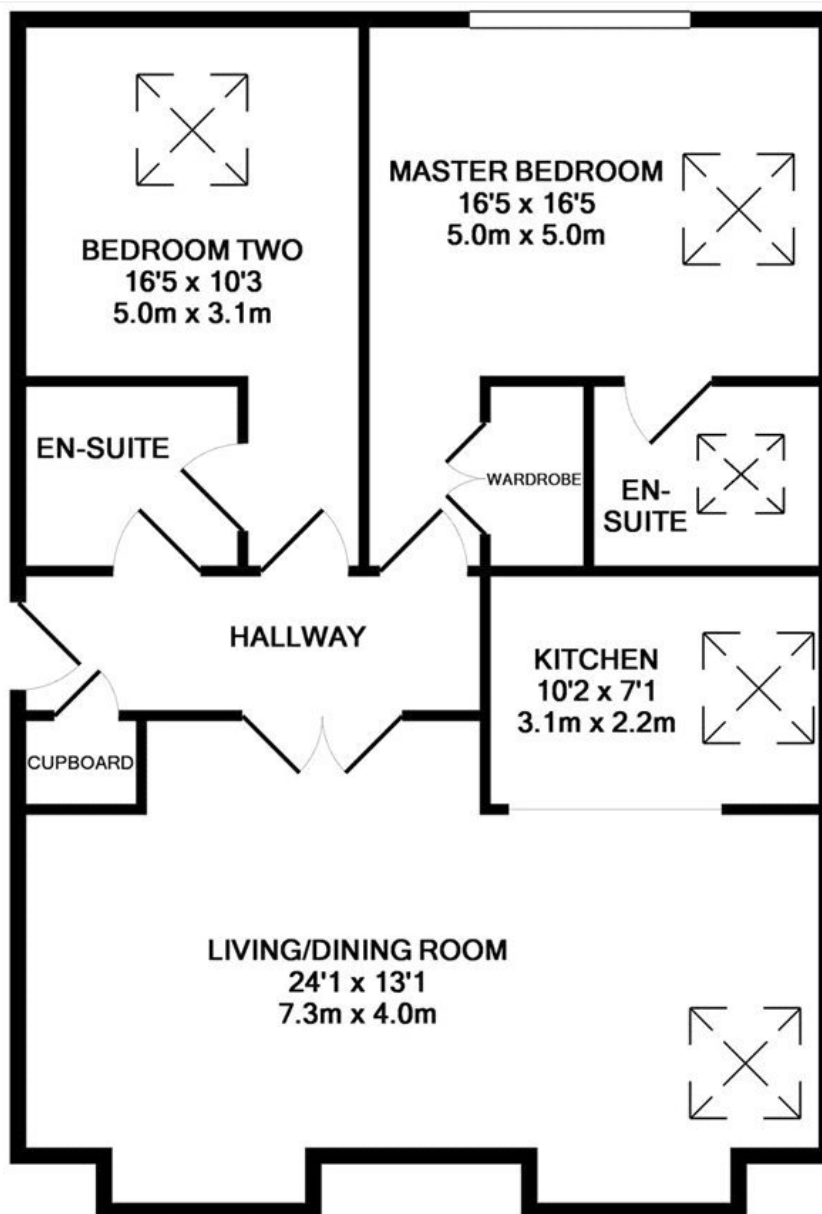 MASTER BEDROOM
16'5 x 16'5
5.0m x 5.0m
BEDROOM TWO
16'5 x 10'3
5.0m x 3.1m
EN-SUITE
WARDROBE
EN-
SUITE
HALLWAY
KITCHEN
10'2 x 7'1
3.1m x 2.2m
CUPBOARD
LIVING/DINING ROOM
24'1 x 13'1
7.3m x 4.0m